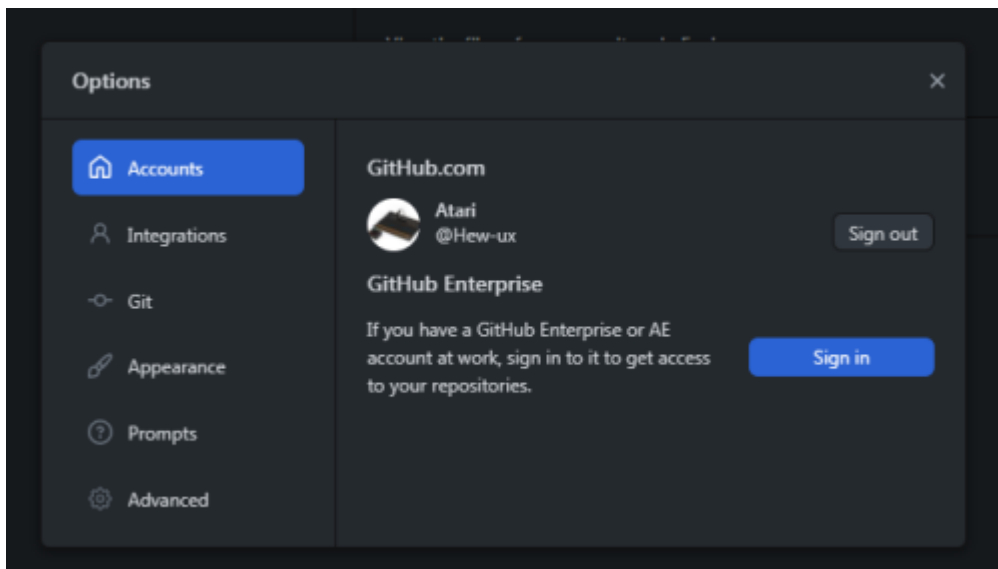 Options
Accounts
Integrations
Git
Appearance
Prompts
Advanced
GitHub.com
Atari
@Hew-ux
Sign out
GitHub Enterprise
If you have a GitHub Enterprise or AE
account at work, sign in to it to get access
to your repositories.
Sign in